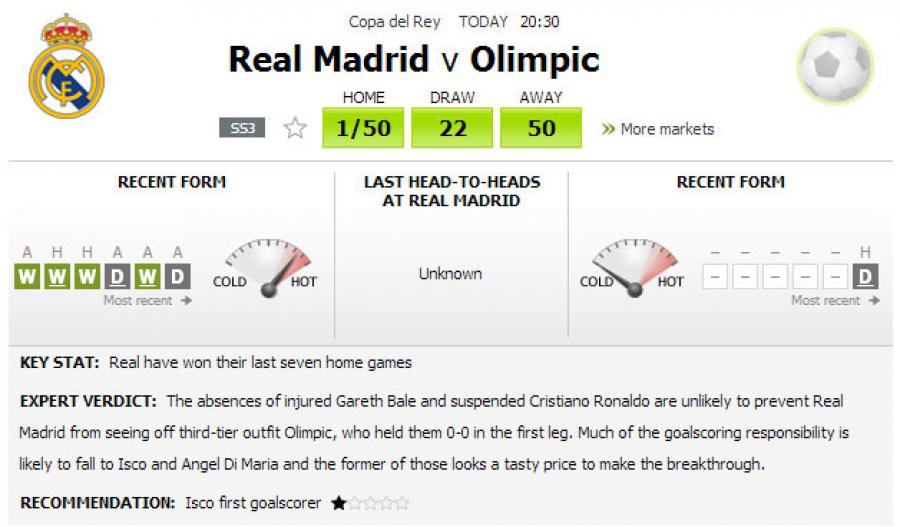 Copa del Rey TODAY 20:30
Real Madrid v Olimpic
HOME DRAW AWAY
SS3 1/50 22 50 » More markets
RECENT FORM
LAST HEAD-TO-HEADS
AT REAL MADRID
RECENT FORM
A H H A A A
W W W D W D
COLD HOT
Most recent →
Unknown
COLD HOT
– – – – – H
– – – – – D
Most recent →
KEY STAT: Real have won their last seven home games
EXPERT VERDICT: The absences of injured Gareth Bale and suspended Cristiano Ronaldo are unlikely to prevent Real
Madrid from seeing off third-tier outfit Olimpic, who held them 0-0 in the first leg. Much of the goalscoring responsibility is
likely to fall to Isco and Angel Di Maria and the former of those looks a tasty price to make the breakthrough.
RECOMMENDATION: Isco first goalscorer ★☆☆☆☆